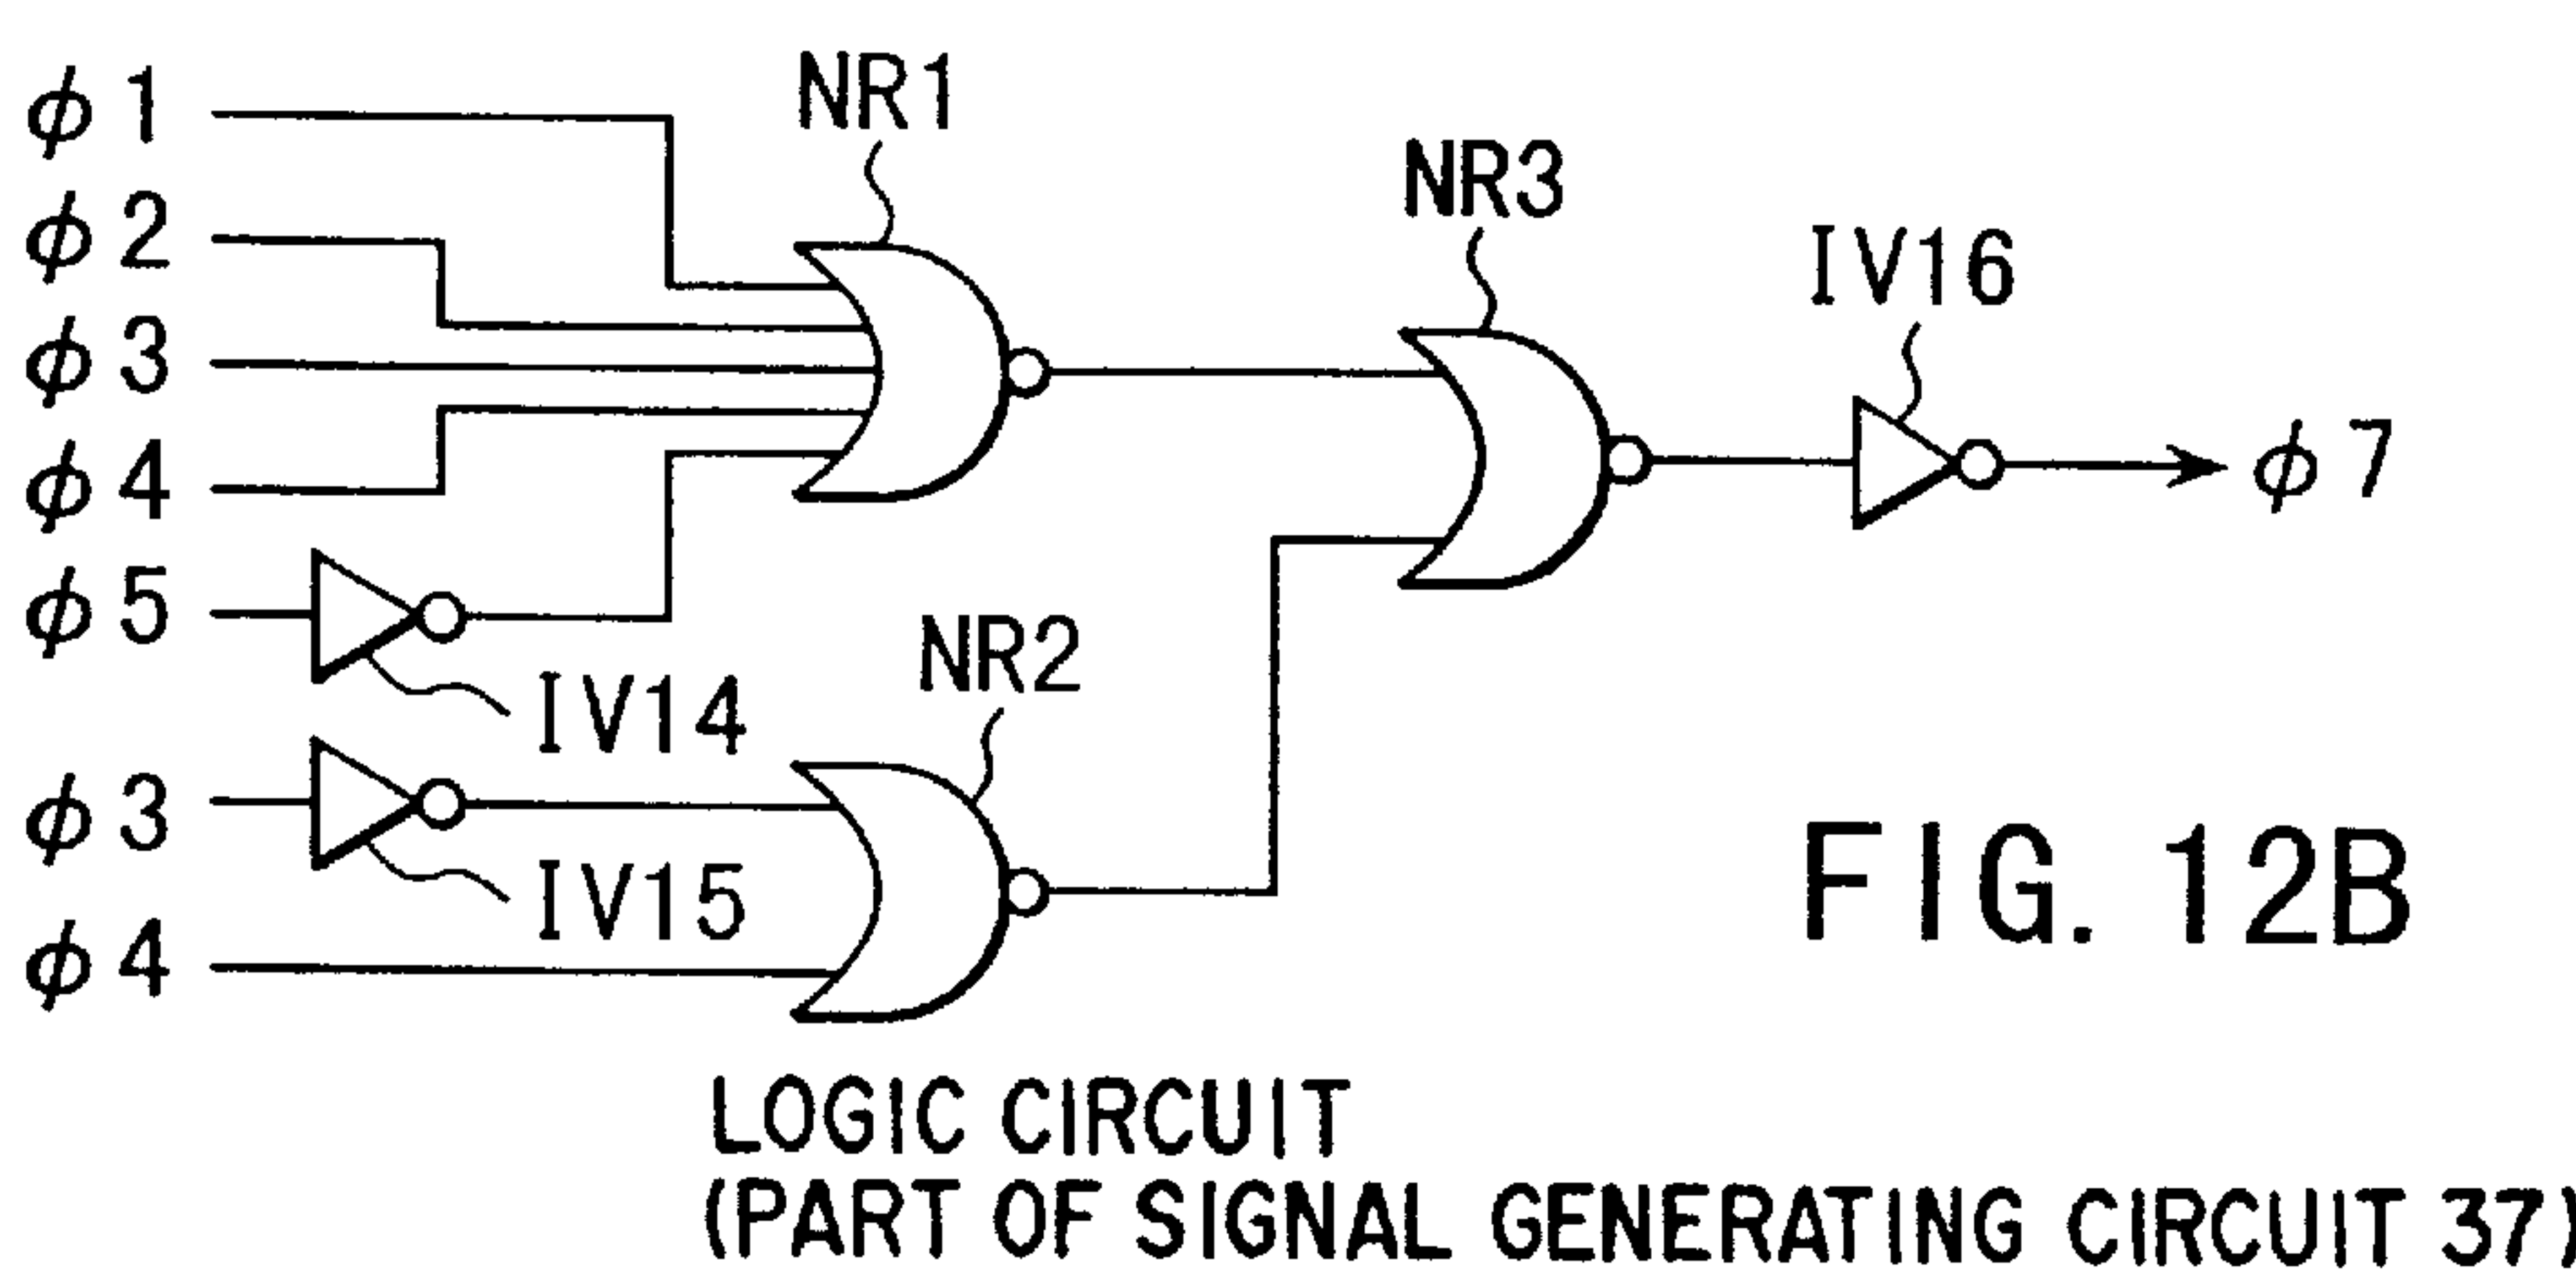 φ1
NR1
φ2
NR3
IV16
φ3
φ4
φ7
φ5
IV14
NR2
φ3
IV15
φ4
FIG. 12B
LOGIC CIRCUIT
(PART OF SIGNAL GENERATING CIRCUIT 37)